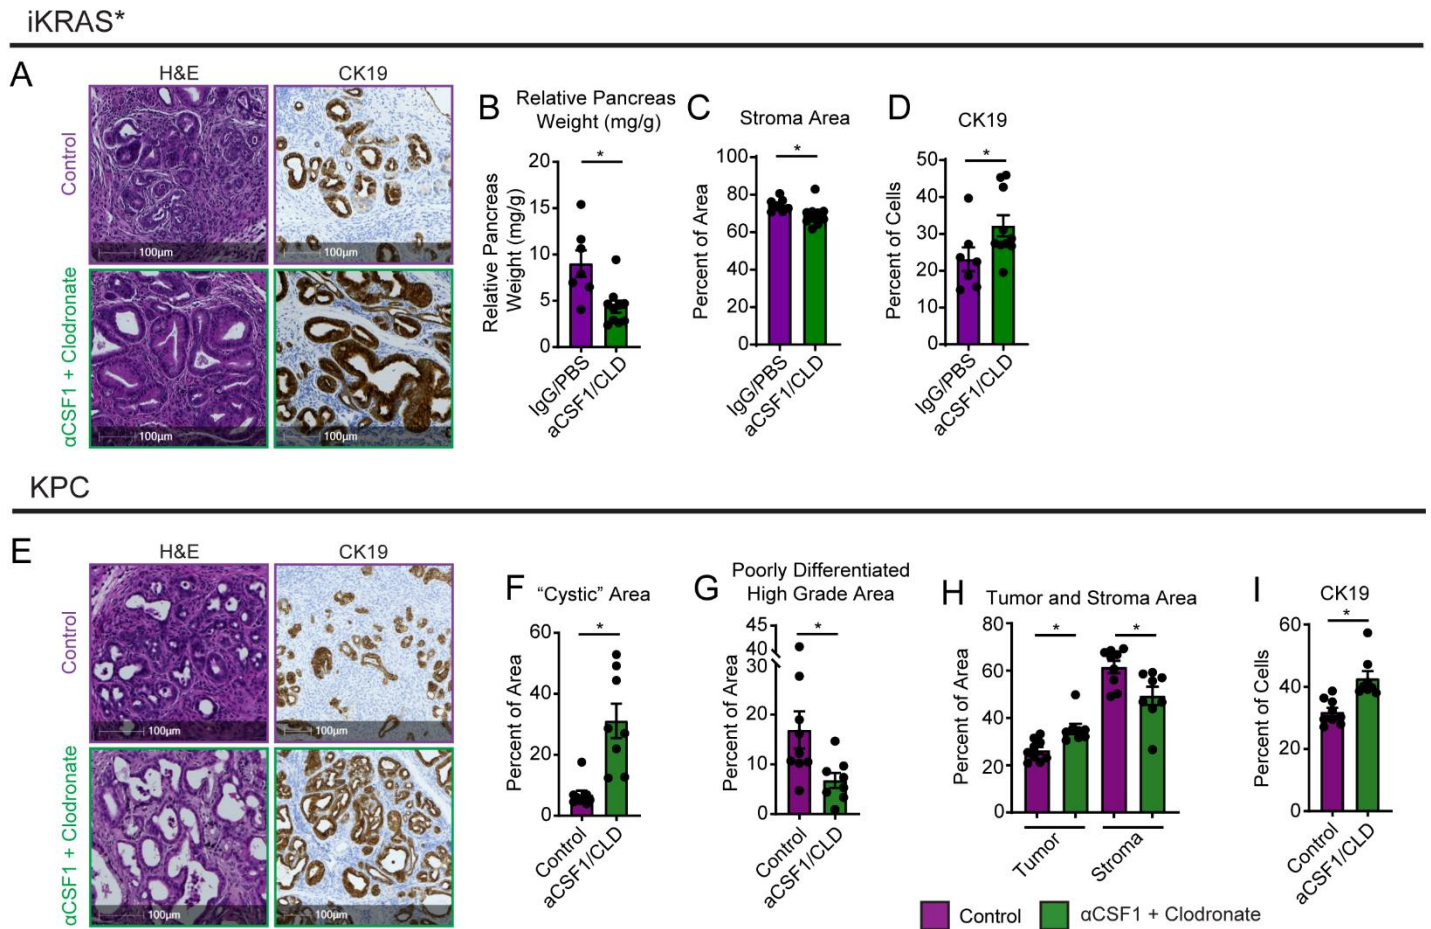 iKRAS*
A
H&E
CK19
Control
100μm
100μm
αCSF1 + Clodronate
100μm
100μm
B
Relative Pancreas
Weight (mg/g)
Relative Pancreas
Weight (mg/g)
20
15
10
5
0
*
IgG/PBS
aCSF1/CLD
C
Stroma Area
Percent of Area
100
80
60
40
20
0
*
IgG/PBS
aCSF1/CLD
D
CK19
Percent of Cells
50
40
30
20
10
0
*
IgG/PBS
aCSF1/CLD
KPC
E
H&E
CK19
Control
100μm
100μm
αCSF1 + Clodronate
100μm
100μm
F
“Cystic” Area
Percent of Area
60
40
20
0
*
Control
aCSF1/CLD
G
Poorly Differentiated
High Grade Area
Percent of Area
45
40
30
20
10
0
*
Control
aCSF1/CLD
H
Tumor and Stroma Area
Percent of Area
80
60
40
20
0
*
*
Tumor
Stroma
I
CK19
Percent of Cells
60
40
20
0
*
Control
aCSF1/CLD
Control
αCSF1 + Clodronate